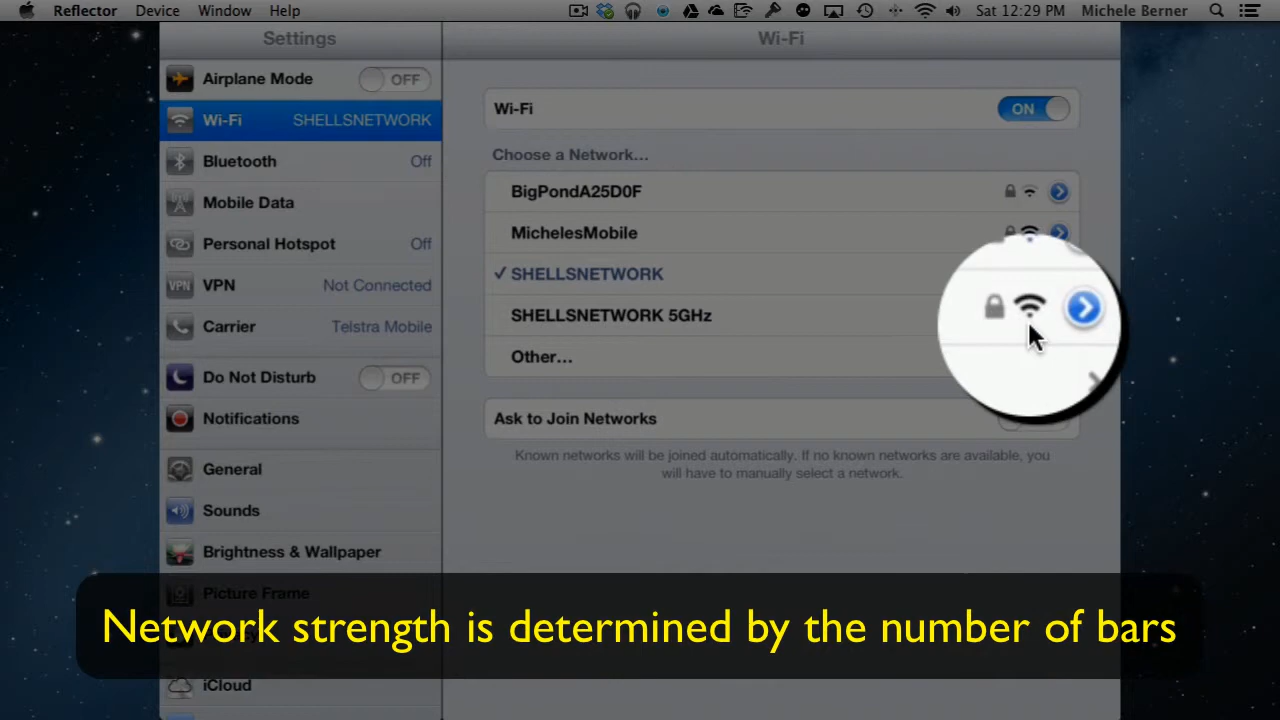 Reflector Device Window Help Sat 12:29 PM Michele Berner
Settings
Wi-Fi
Airplane Mode OFF
Wi-Fi SHELLSNETWORK
Bluetooth Off
Mobile Data
Personal Hotspot Off
VPN VPN Not Connected
Carrier Telstra Mobile
Do Not Disturb OFF
Notifications
General
Sounds
Brightness & Wallpaper
Picture Frame
iCloud
Wi-Fi ON
Choose a Network...
BigPondA25D0F
MichelesMobile
✓ SHELLSNETWORK
SHELLSNETWORK 5GHz
Other...
Ask to Join Networks
Known networks will be joined automatically. If no known networks are available, you
will have to manually select a network.
Network strength is determined by the number of bars